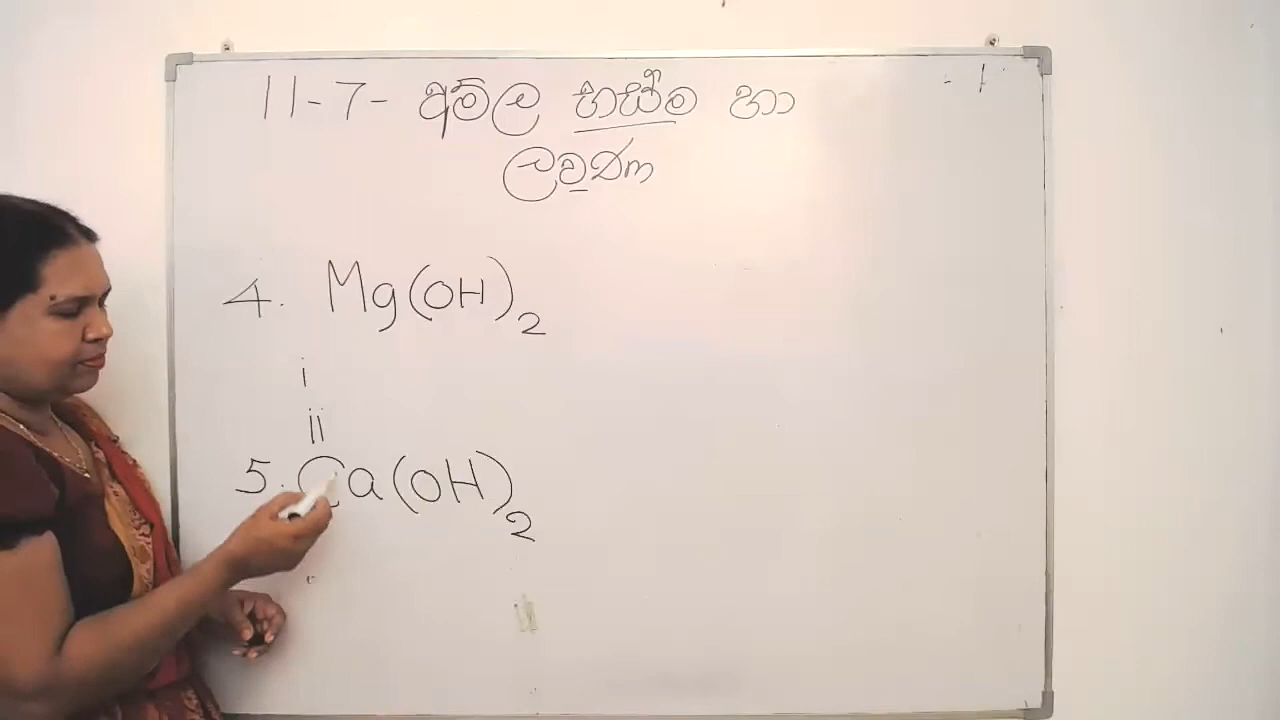 11-7- අම්ල භස්ම හා
ලවණ
4. Mg(OH)₂
i
ii
5. Ca(OH)₂